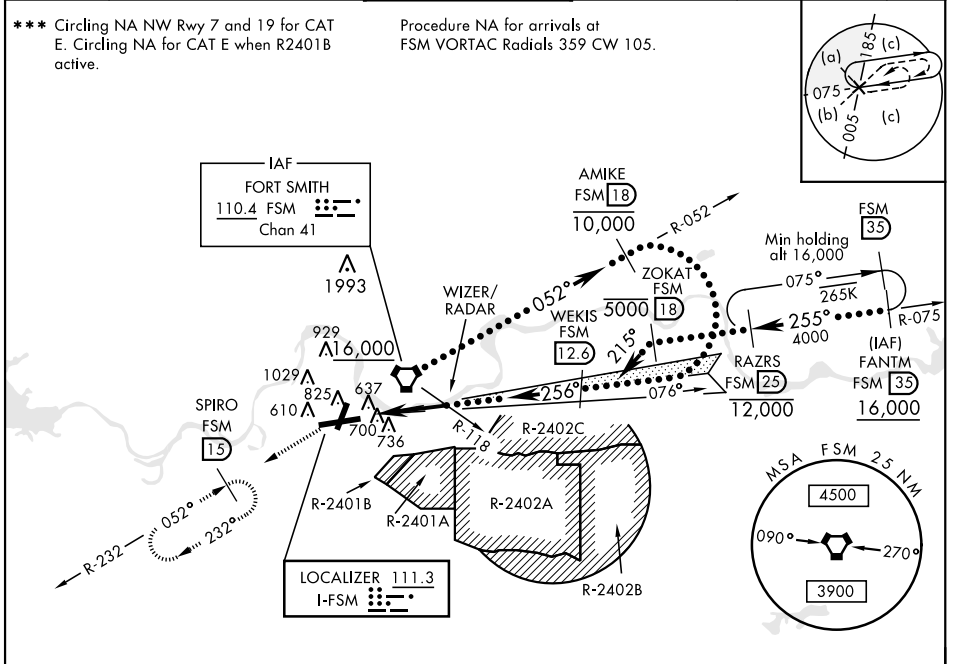 *** Circling NA NW Rwy 7 and 19 for CAT
E. Circling NA for CAT E when R2401B
active.
Procedure NA for arrivals at
FSM VORTAC Radials 359 CW 105.
185
(a)
(c)
075
(b)
(c)
005
IAF
FORT SMITH
110.4 FSM
Chan 41
AMIKE
FSM 18
10,000
R-052
FSM
35
Min holding
alt 16,000
075°
265K
1993
052°
WIZER/
RADAR
ZOKAT
FSM
5000 18
WEKIS
FSM
12.6
215°
255°
4000
R-075
929
16,000
(IAF)
FANTM
FSM 35
16,000
RAZRS
FSM 25
12,000
1029
825
637
610
700
736
256°
076°
SPIRO
FSM
15
R-118
R-2402C
MSA FSM 25 NM
4500
090°
270°
3900
R-2401B
R-2401A
R-2402A
R-2402B
052°
232°
R-232
LOCALIZER 111.3
I-FSM